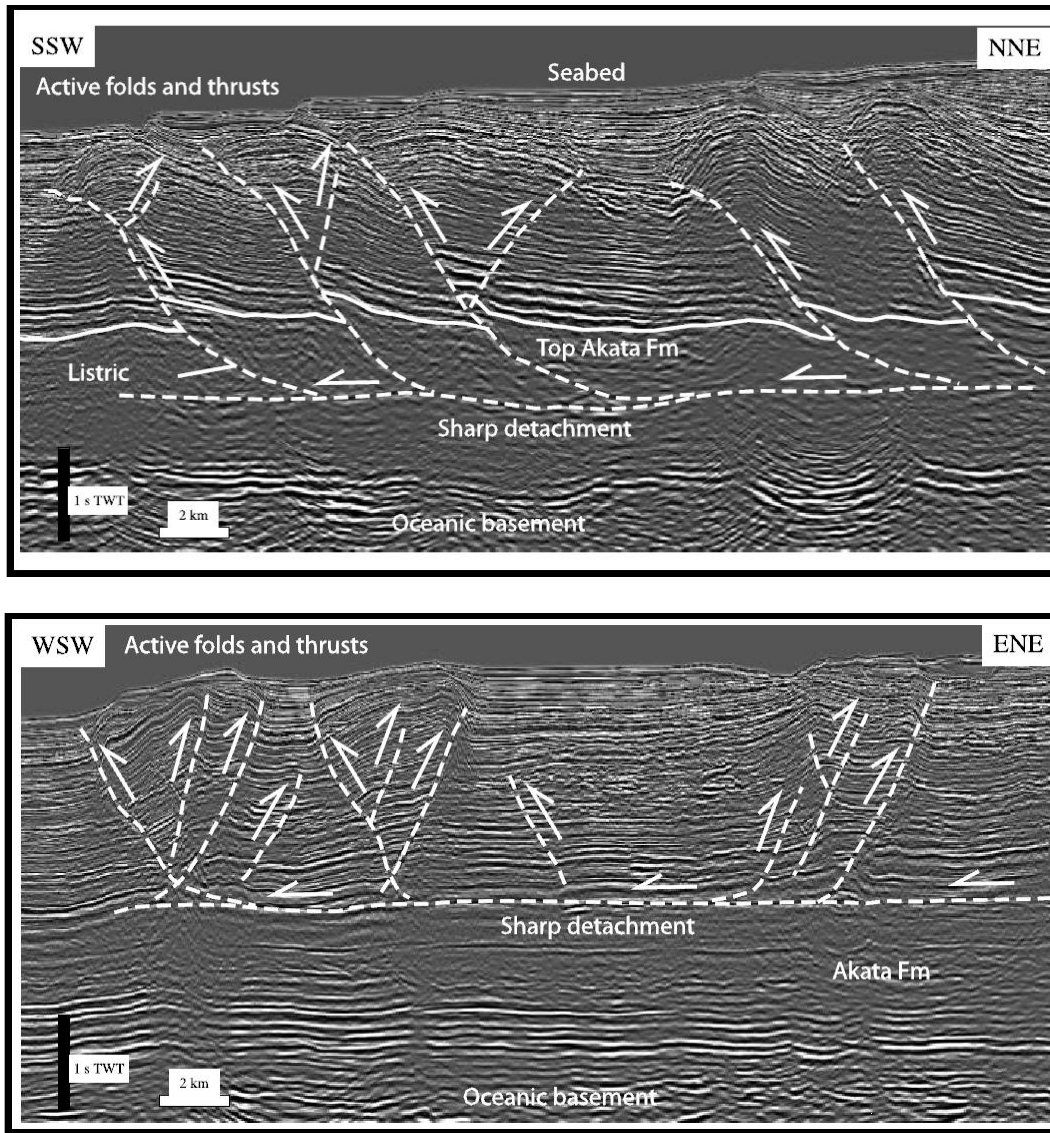 SSW
NNE
Active folds and thrusts
Seabed
Top Akata Fm
Listric
Sharp detachment
1 s TWT
2 km
Oceanic basement
WSW
Active folds and thrusts
ENE
Sharp detachment
Akata Fm
1 s TWT
2 km
Oceanic basement